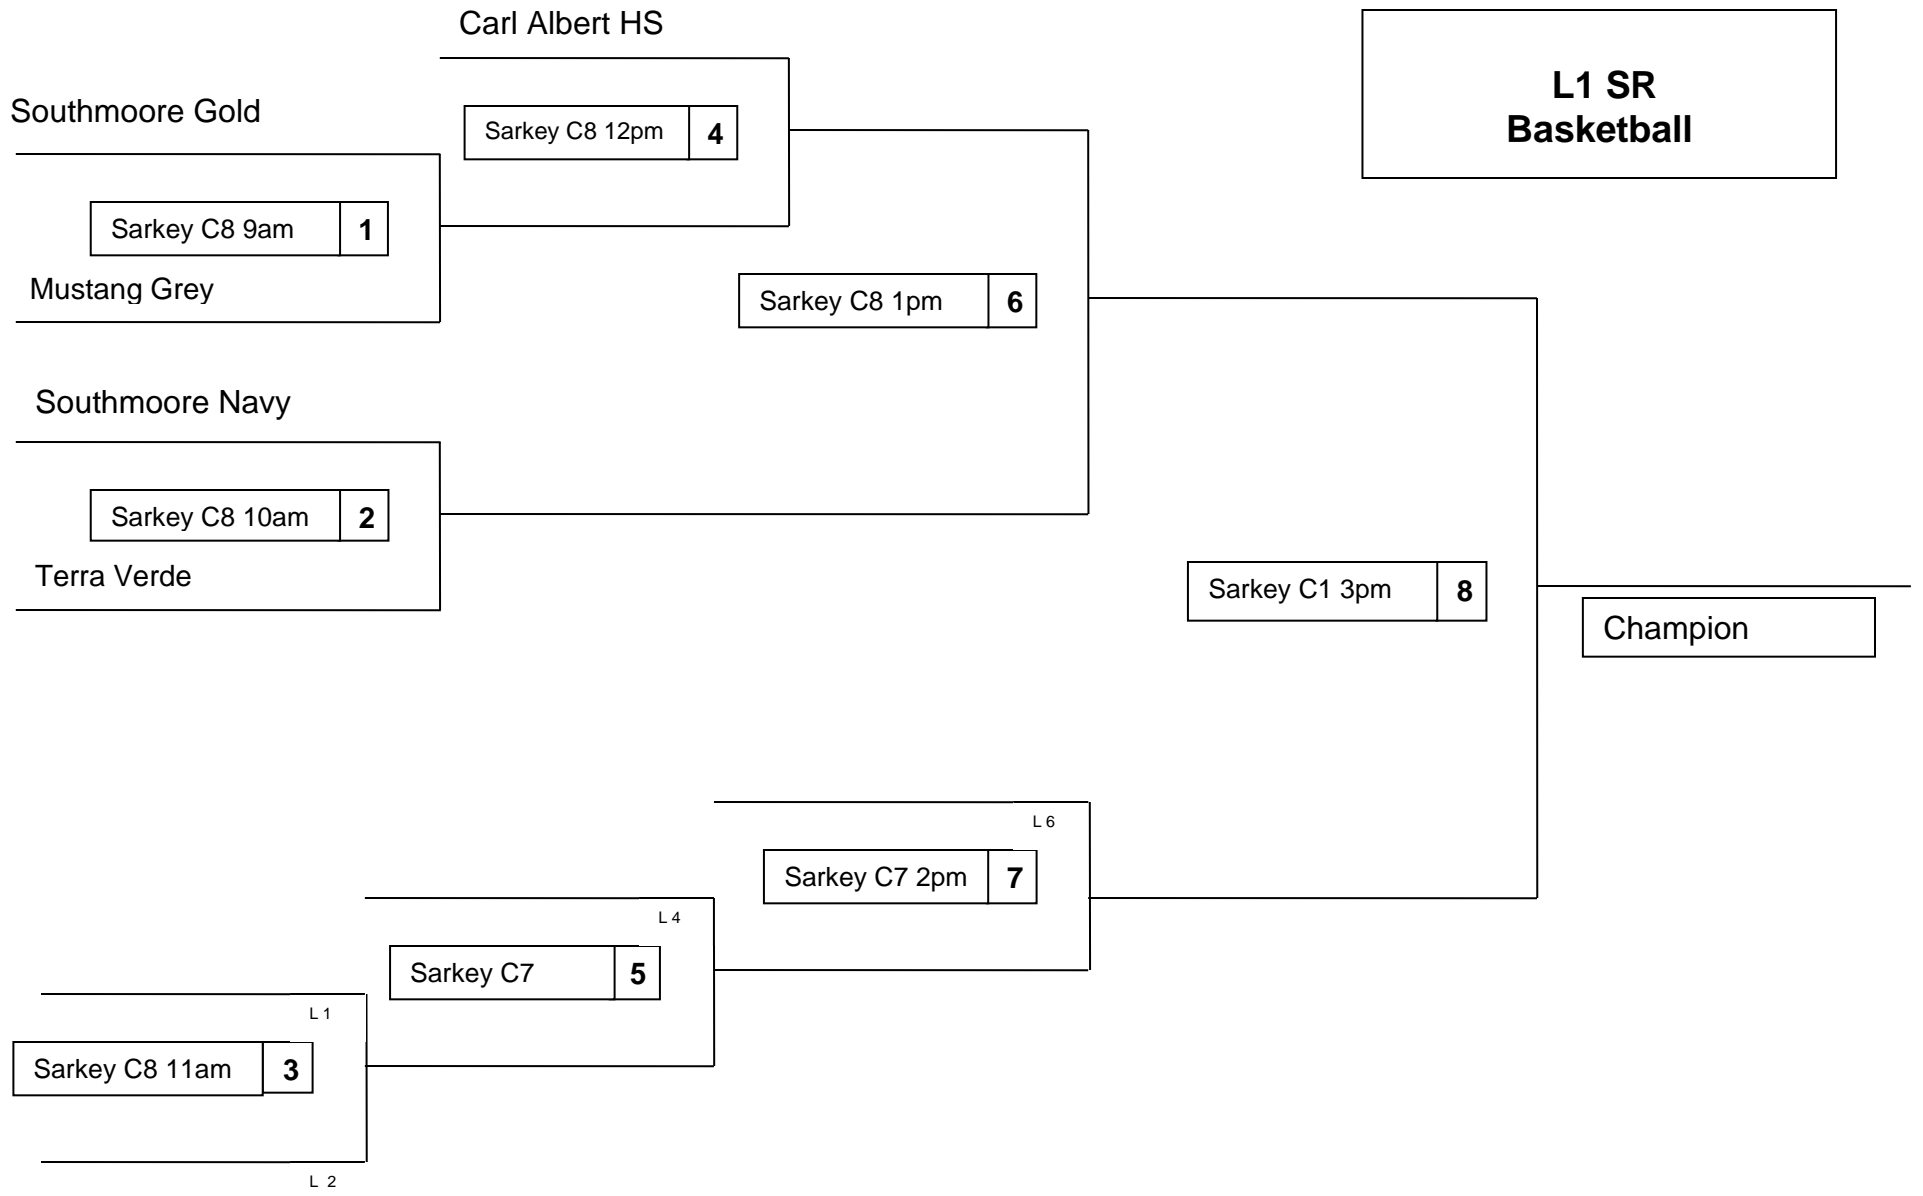 Carl Albert HS
L1 SR
Basketball
Southmoore Gold
Sarkey C8 12pm 4
Sarkey C8 9am 1
Mustang Grey
Sarkey C8 1pm 6
Southmoore Navy
Sarkey C8 10am 2
Terra Verde
Sarkey C1 3pm 8
Champion
L 6
Sarkey C7 2pm 7
L 4
Sarkey C7 5
L 1
Sarkey C8 11am 3
L 2